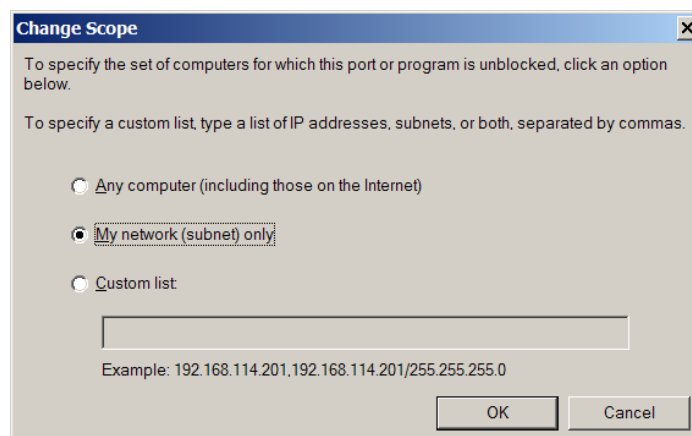 Change Scope
To specify the set of computers for which this port or program is unblocked, click an option
below.
To specify a custom list, type a list of IP addresses, subnets, or both, separated by commas.
Any computer (including those on the Internet)
My network (subnet) only
Custom list:
Example: 192.168.114.201,192.168.114.201/255.255.255.0
OK Cancel